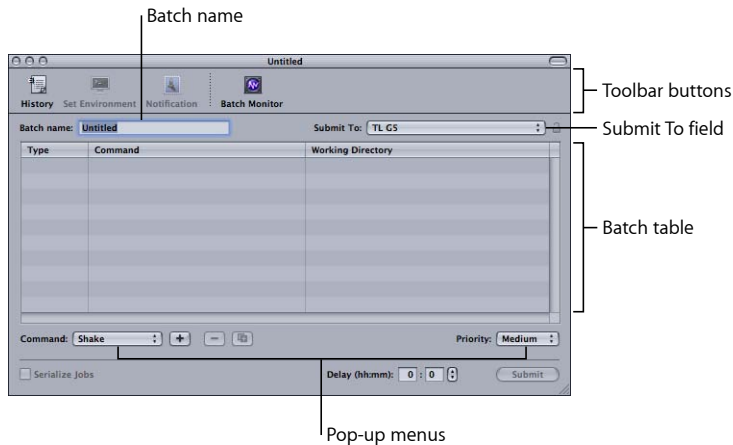 Batch name
Untitled
History Set Environment Notification Batch Monitor
Toolbar buttons
Batch name: Untitled Submit To: TL G5
Submit To field
Type Command Working Directory
Batch table
Command: Shake + - Priority: Medium
Serialize Jobs Delay (hh:mm): 0 : 0 Submit
Pop-up menus